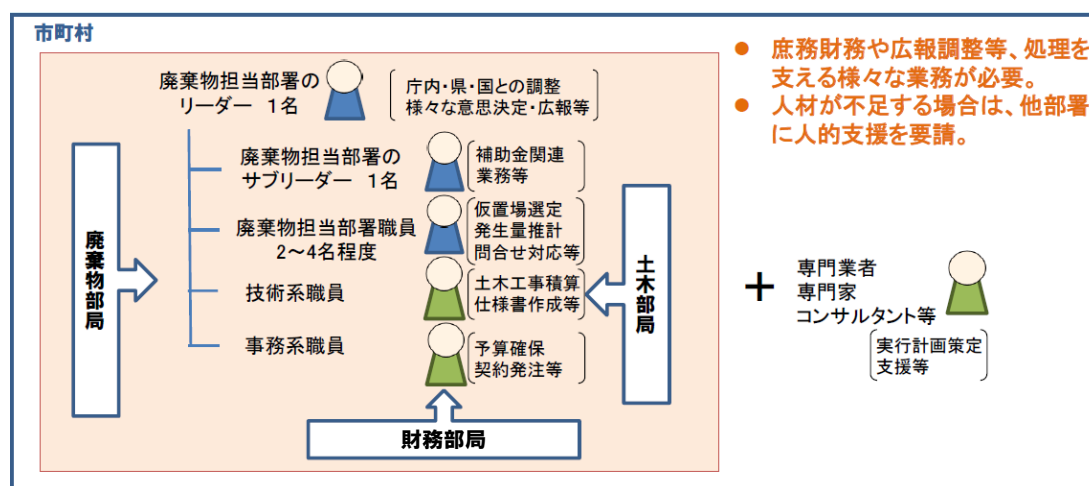 市町村
廃棄物担当部署の
リーダー 1名
庁内・県・国との調整
様々な意思決定・広報等
廃棄物担当部署の
サブリーダー 1名
補助金関連
業務等
廃棄物担当部署職員
2～4名程度
仮置場選定
発生量推計
問合せ対応等
技術系職員
土木工事積算
仕様書作成等
事務系職員
予算確保
契約発注等
廃棄物部局
土木部局
財務部局
● 庶務財務や広報調整等、処理を
支える様々な業務が必要。
● 人材が不足する場合は、他部署
に人的支援を要請。
＋
専門業者
専門家
コンサルタント等
実行計画策定
支援等